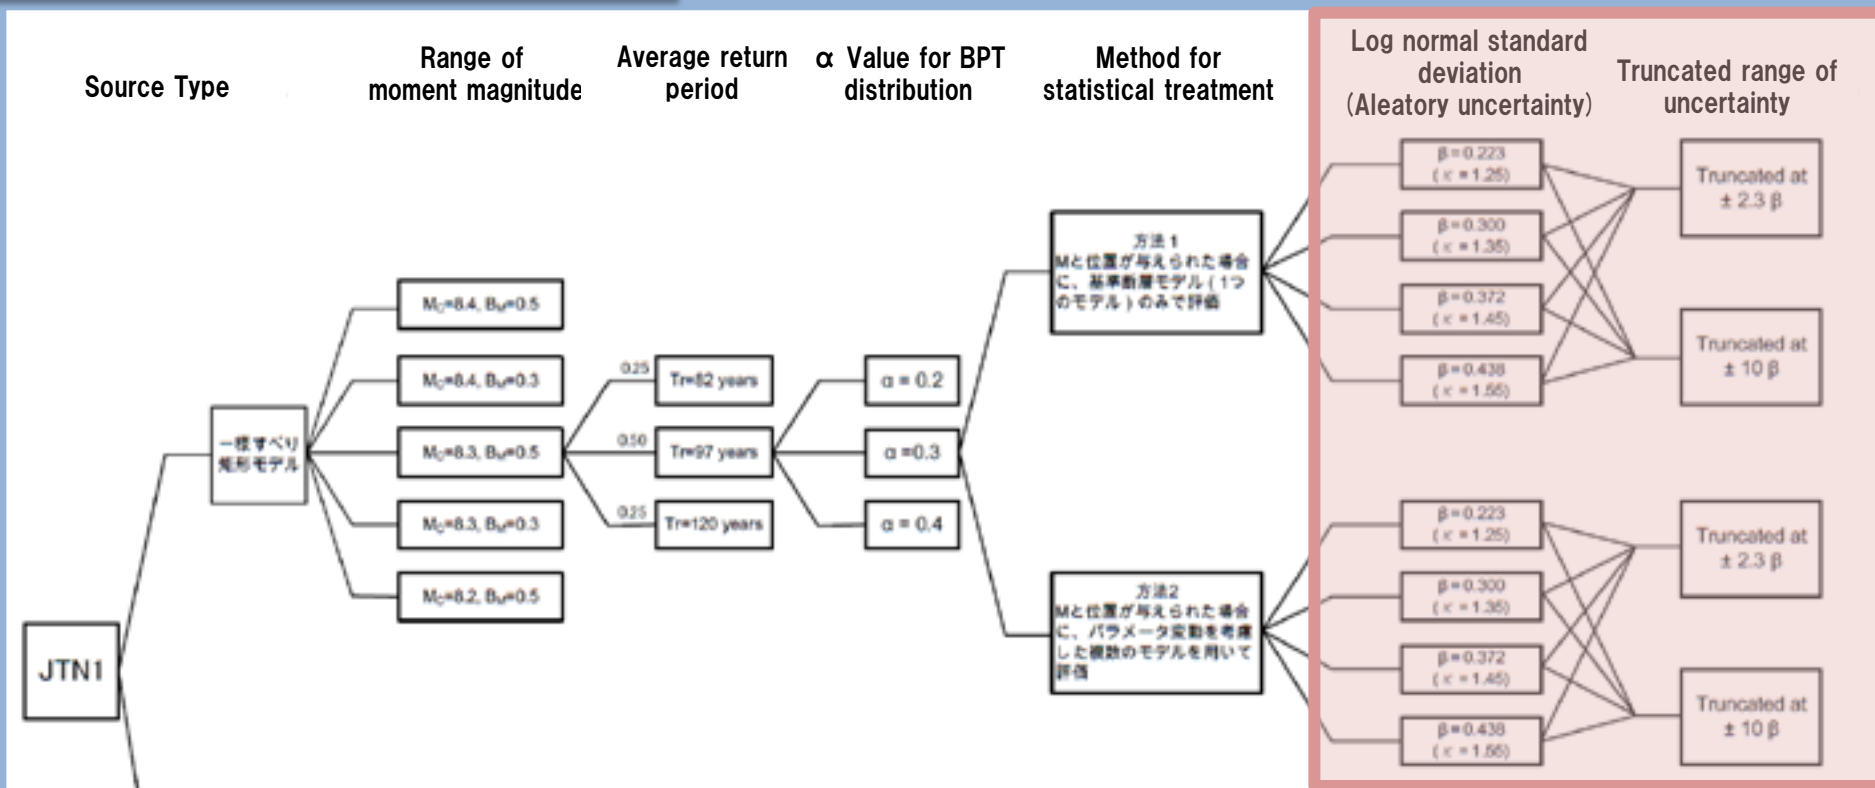 Source Type
Range of
moment magnitude
Average return
period
α Value for BPT
distribution
Method for
statistical treatment
Log normal standard
deviation
(Aleatory uncertainty)
Truncated range of
uncertainty
JTN1
一様すべり
矩形モデル
M_C=8.4, B_M=0.5
M_C=8.4, B_M=0.3
M_C=8.3, B_M=0.5
M_C=8.3, B_M=0.3
M_C=8.2, B_M=0.5
0.25
Tr=82 years
0.50
Tr=97 years
0.25
Tr=120 years
α = 0.2
α =0.3
α = 0.4
方法1
Mと位置が与えられた場合
に、基準断層モデル(1つ
のモデル)のみで評価
方法2
Mと位置が与えられた場合
に、パラメータ変動を考慮
した複数のモデルを用いて
評価
β=0.223
( κ =1.25)
β=0.300
( κ =1.35)
β=0.372
( κ =1.45)
β=0.438
( κ =1.55)
Truncated at
± 2.3 β
Truncated at
± 10 β
β=0.223
( κ =1.25)
β=0.300
( κ =1.35)
β=0.372
( κ =1.45)
β=0.438
( κ =1.55)
Truncated at
± 2.3 β
Truncated at
± 10 β